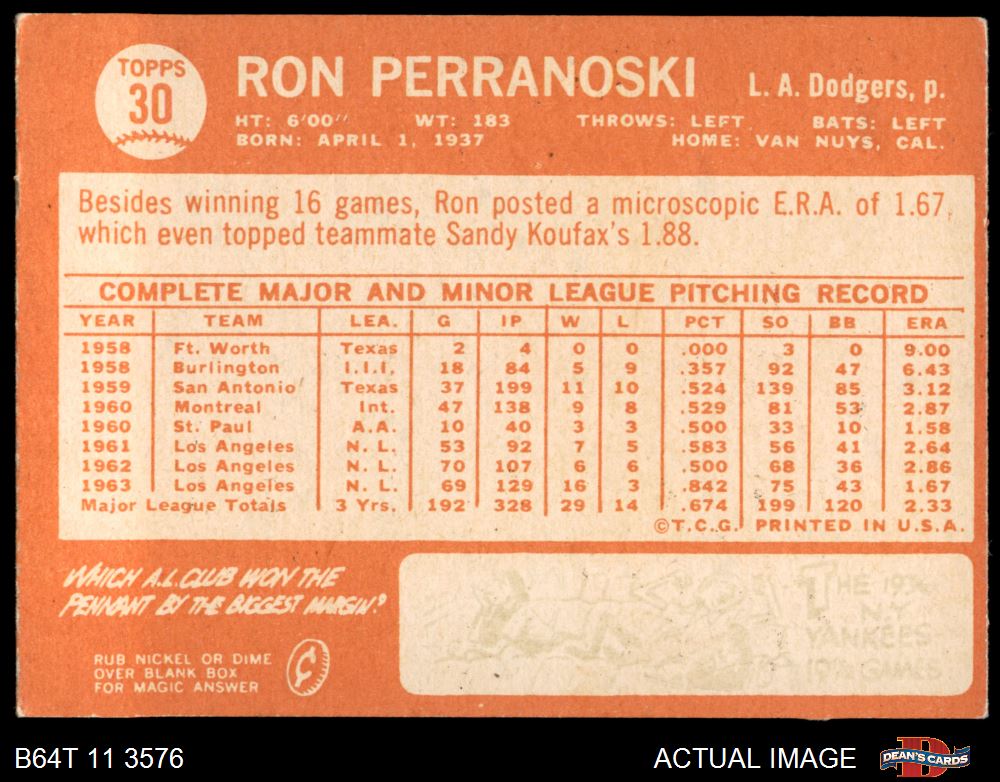 TOPPS
30
RON PERRANOSKI
L. A. Dodgers, p.
HT: 6'00" WT: 183 THROWS: LEFT BATS: LEFT
BORN: APRIL 1, 1937 HOME: VAN NUYS, CAL.
Besides winning 16 games, Ron posted a microscopic E.R.A. of 1.67,
which even topped teammate Sandy Koufax's 1.88.
COMPLETE MAJOR AND MINOR LEAGUE PITCHING RECORD
YEAR TEAM LEA. G IP W L PCT SO BB ERA
1958 Ft. Worth Texas 2 4 0 0 .000 3 0 9.00
1958 Burlington I.I.I. 18 84 5 9 .357 92 47 6.43
1959 San Antonio Texas 37 199 11 10 .524 139 85 3.12
1960 Montreal Int. 47 138 9 8 .529 81 53 2.87
1960 St. Paul A.A. 10 40 3 3 .500 33 10 1.58
1961 Los Angeles N. L. 53 92 7 5 .583 56 41 2.64
1962 Los Angeles N. L. 70 107 6 6 .500 68 36 2.86
1963 Los Angeles N. L. 69 129 16 3 .842 75 43 1.67
Major League Totals 3 Yrs. 192 328 29 14 .674 199 120 2.33
©T.C.G. PRINTED IN U.S.A.
WHICH A.L. CLUB WON THE
PENNANT BY THE BIGGEST MARGIN?
RUB NICKEL OR DIME
OVER BLANK BOX
FOR MAGIC ANSWER
¢
THE
N.Y.
YANKEES
GAMES
B64T 11 3576
ACTUAL IMAGE
D
DEAN'S CARDS